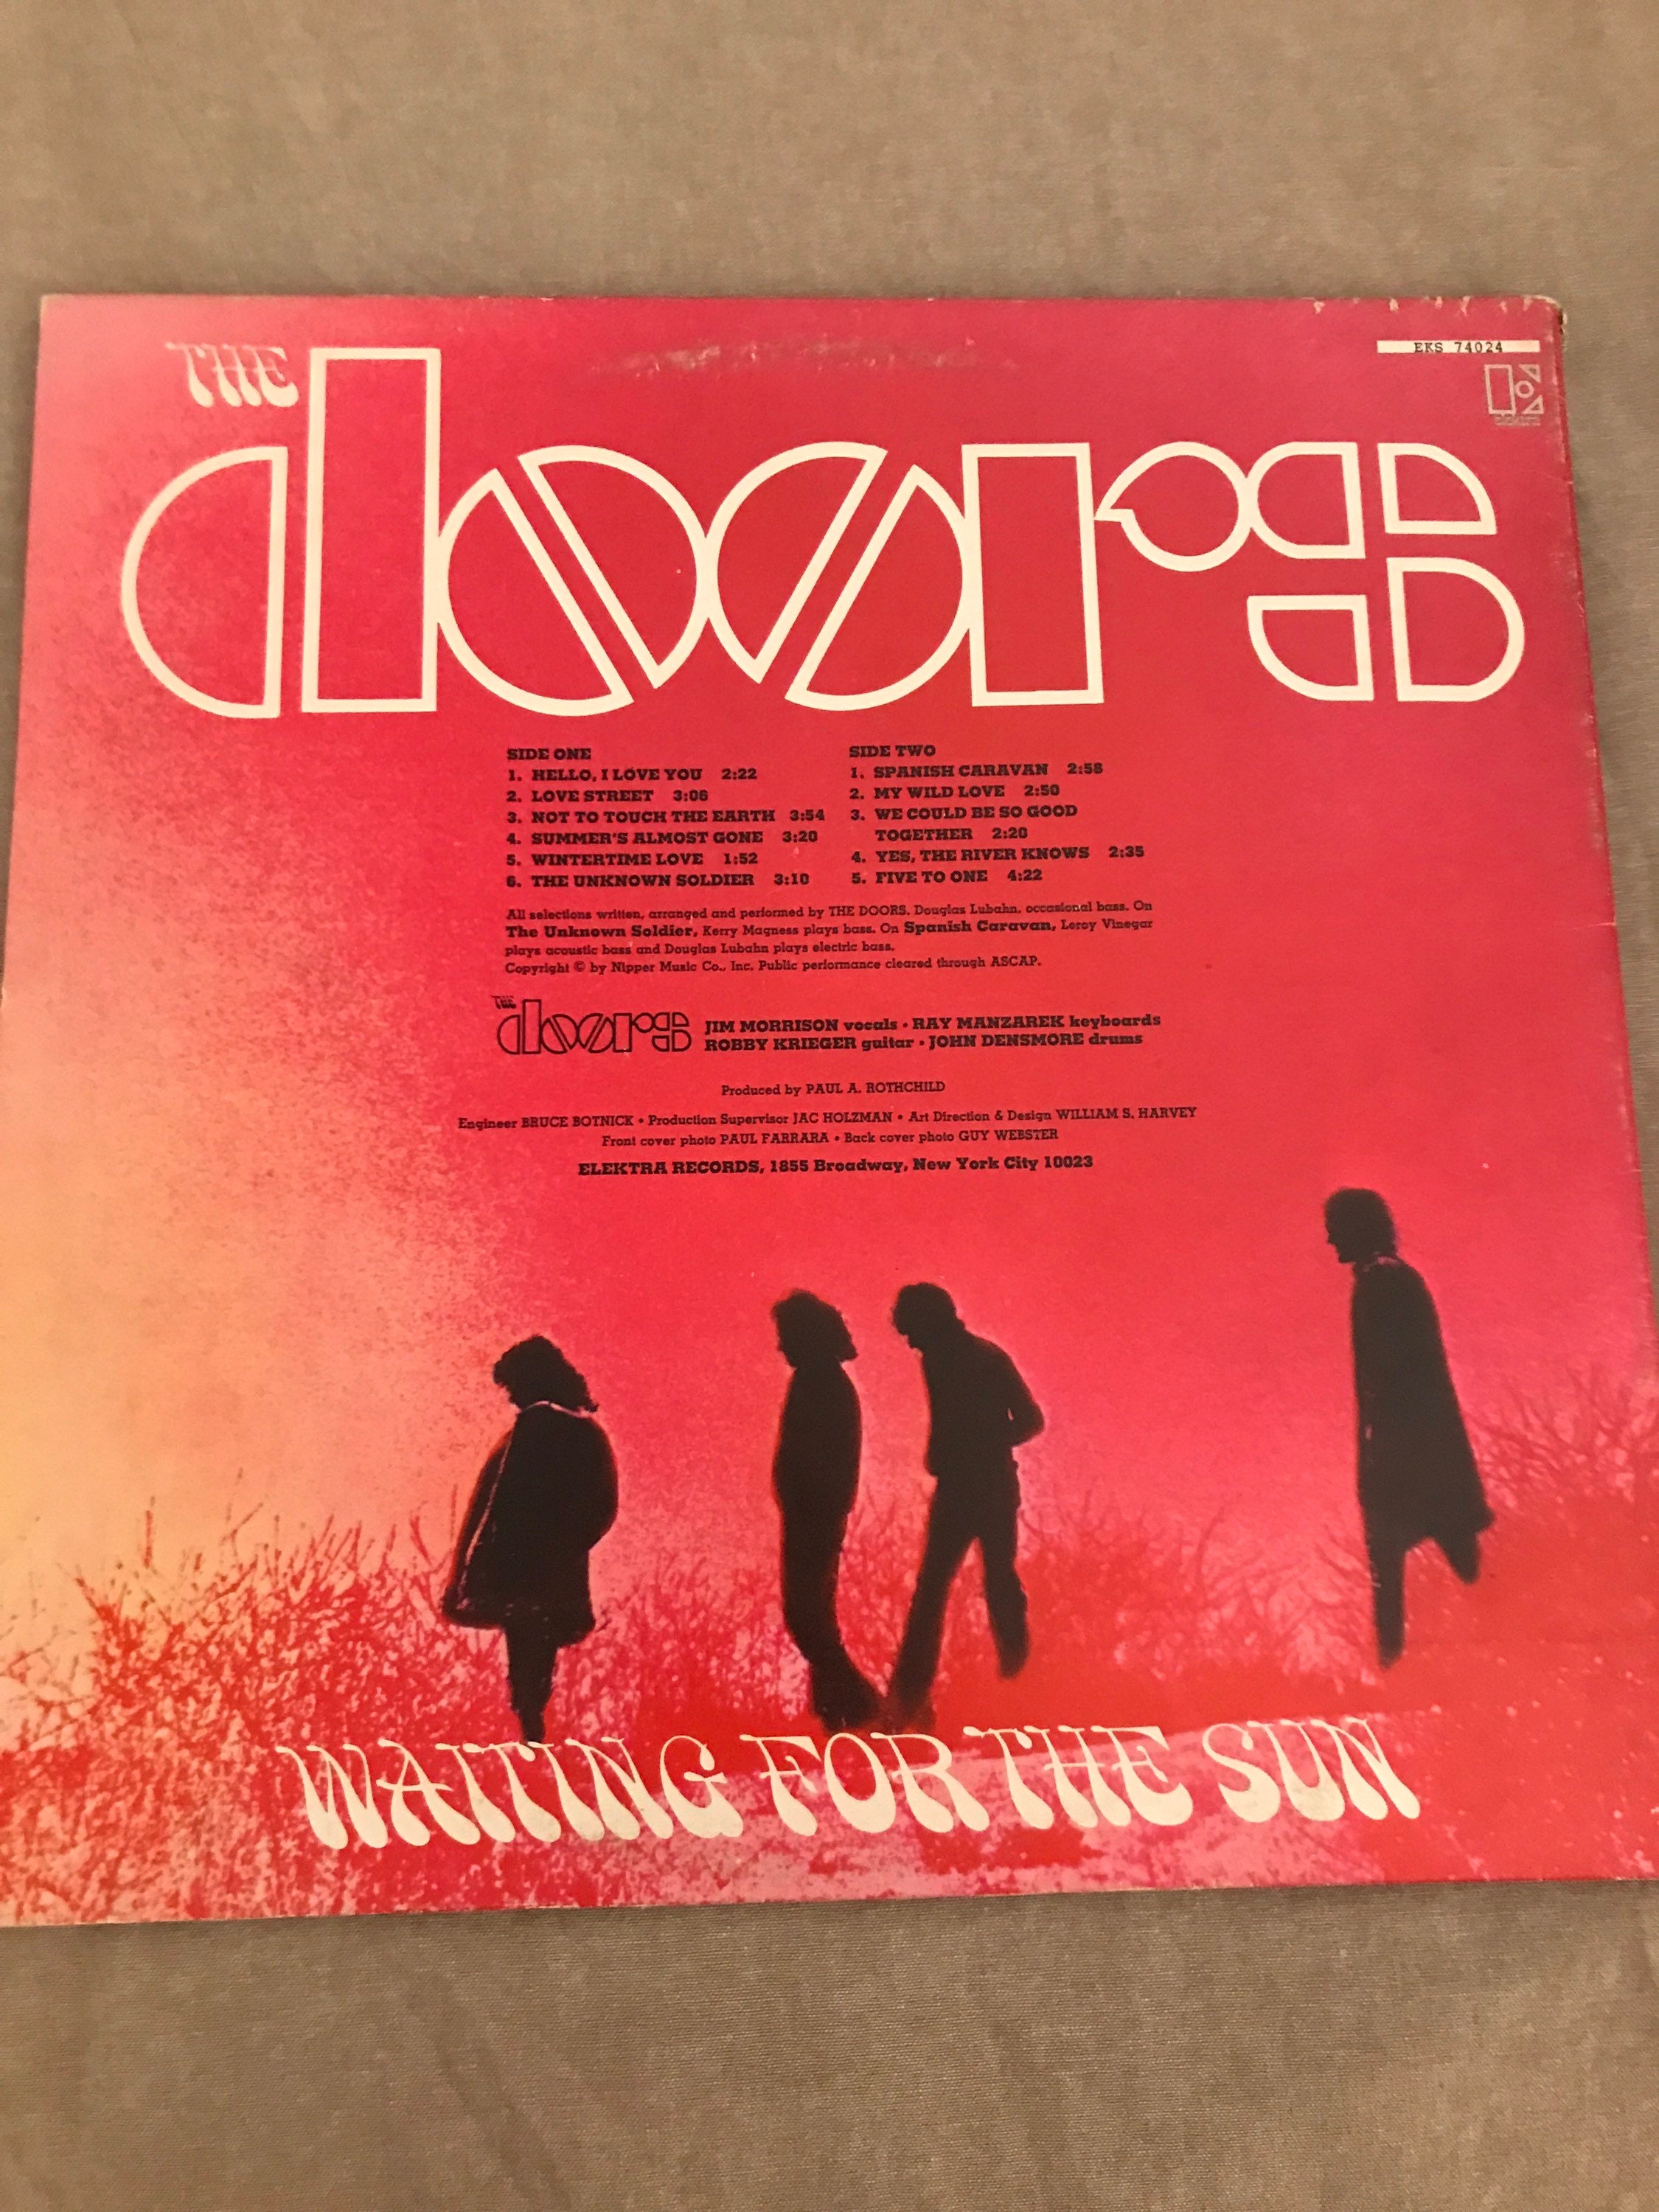 EKS 74024
THE
doors
SIDE ONE
1. HELLO, I LOVE YOU 2:22
2. LOVE STREET 3:06
3. NOT TO TOUCH THE EARTH 3:54
4. SUMMER'S ALMOST GONE 3:20
5. WINTERTIME LOVE 1:52
6. THE UNKNOWN SOLDIER 3:10
SIDE TWO
1. SPANISH CARAVAN 2:58
2. MY WILD LOVE 2:50
3. WE COULD BE SO GOOD
TOGETHER 2:20
4. YES, THE RIVER KNOWS 2:35
5. FIVE TO ONE 4:22
All selections written, arranged and performed by THE DOORS. Douglas Lubahn, occasional bass. On
The Unknown Soldier, Kerry Magness plays bass. On Spanish Caravan, Leroy Vinegar
plays acoustic bass and Douglas Lubahn plays electric bass.
Copyright © by Nipper Music Co., Inc. Public performance cleared through ASCAP.
THE
doors
JIM MORRISON vocals • RAY MANZAREK keyboards
ROBBY KRIEGER guitar • JOHN DENSMORE drums
Produced by PAUL A. ROTHCHILD
Engineer BRUCE BOTNICK • Production Supervisor JAC HOLZMAN • Art Direction & Design WILLIAM S. HARVEY
Front cover photo PAUL FARRARA • Back cover photo GUY WEBSTER
ELEKTRA RECORDS, 1855 Broadway, New York City 10023
WAITING FOR THE SUN